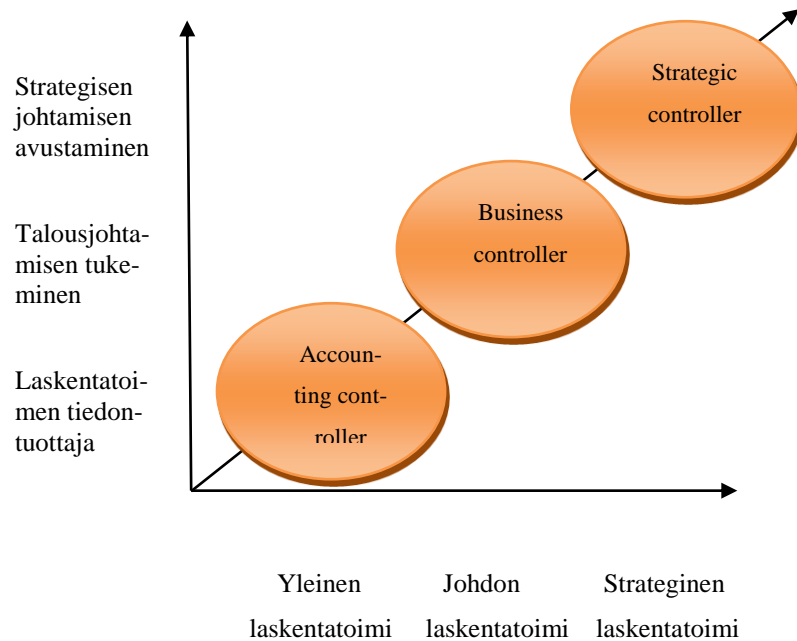 Strategisen
johtamisen
avustaminen
Strategic
controller
Talousjohta-
misen tuke-
minen
Business
controller
Laskentatoi-
men tiedon-
tuottaja
Accoun-
ting cont-
roller
Yleinen
laskentatoimi
Johdon
laskentatoimi
Strateginen
laskentatoimi